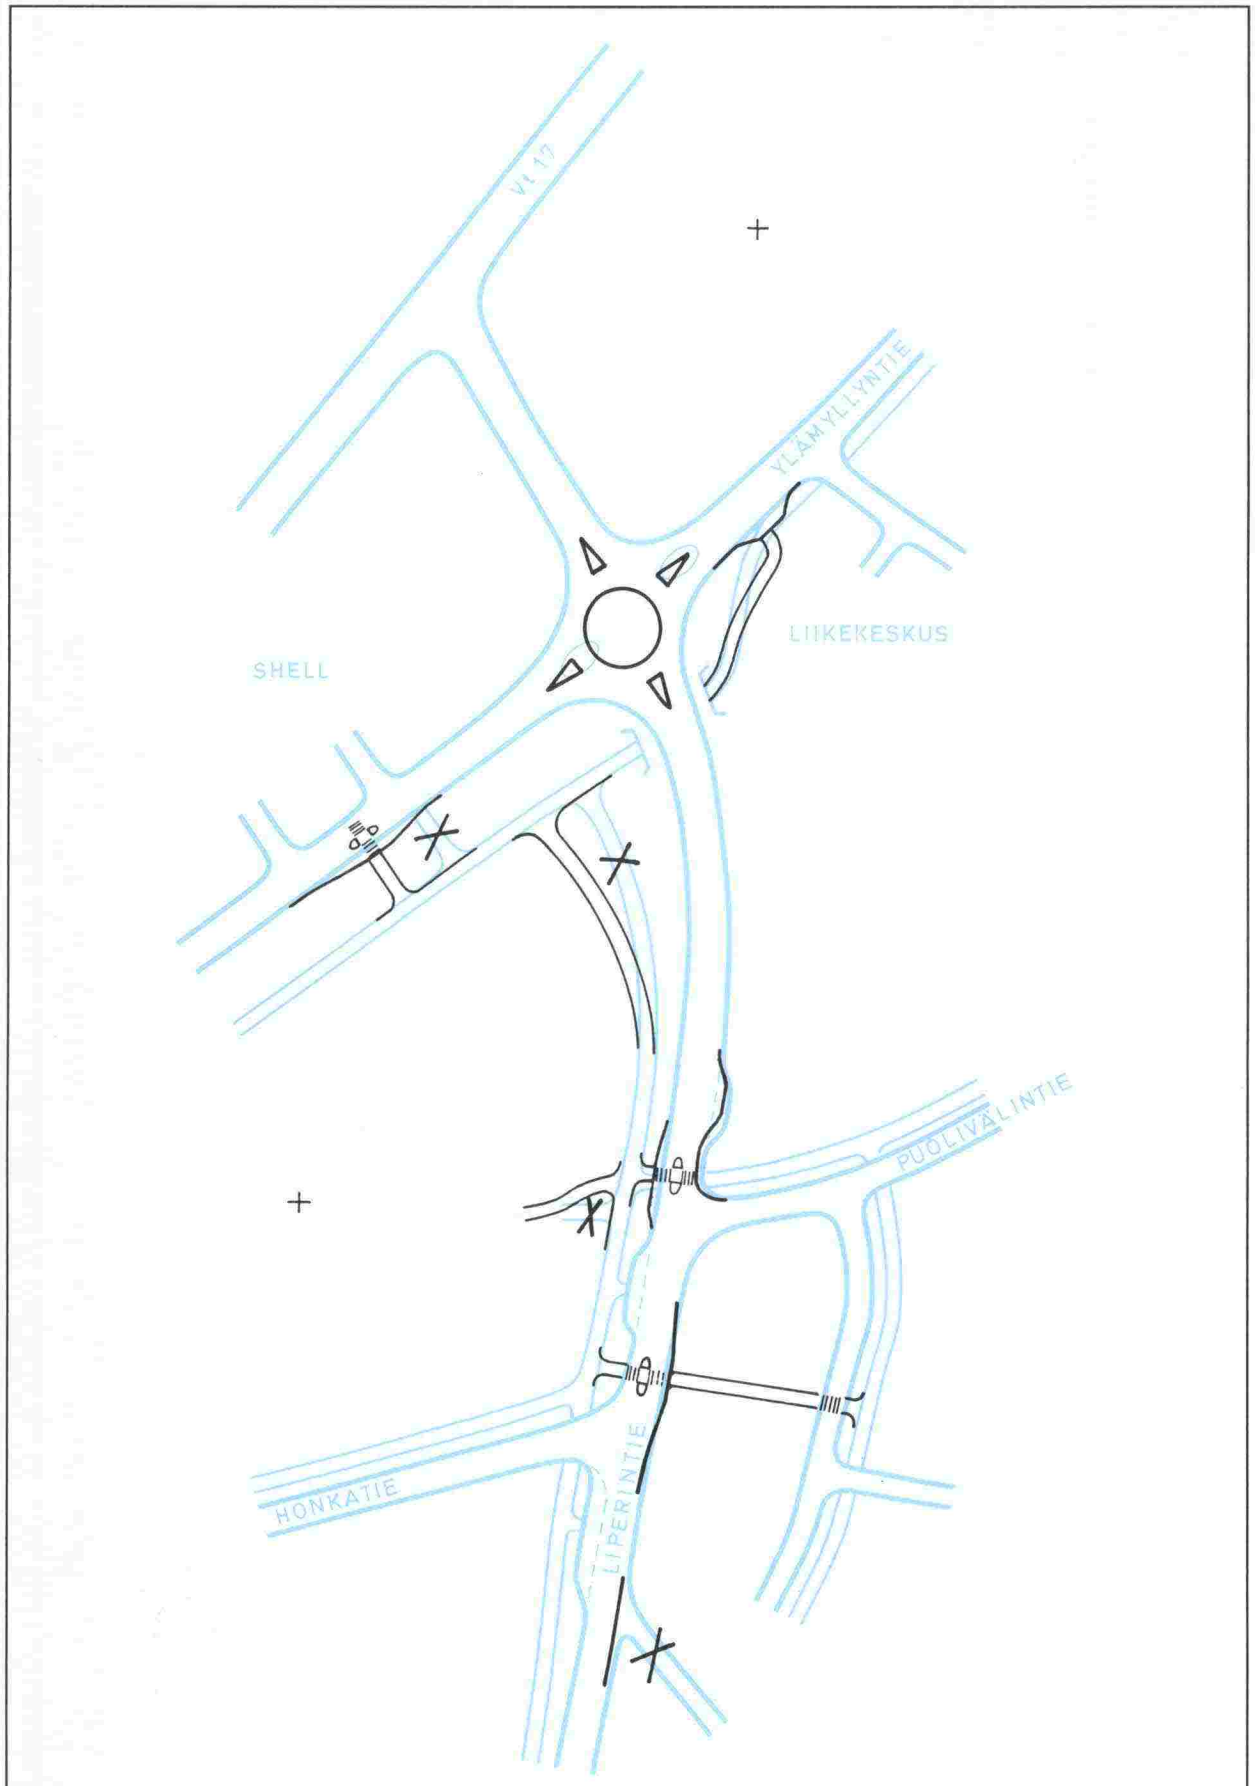 Vt 17
YLÄMYLLYNTIE
LIIKEKESKUS
SHELL
PUOLIVÄLINTIE
HONKATIE
LIPERINTIE